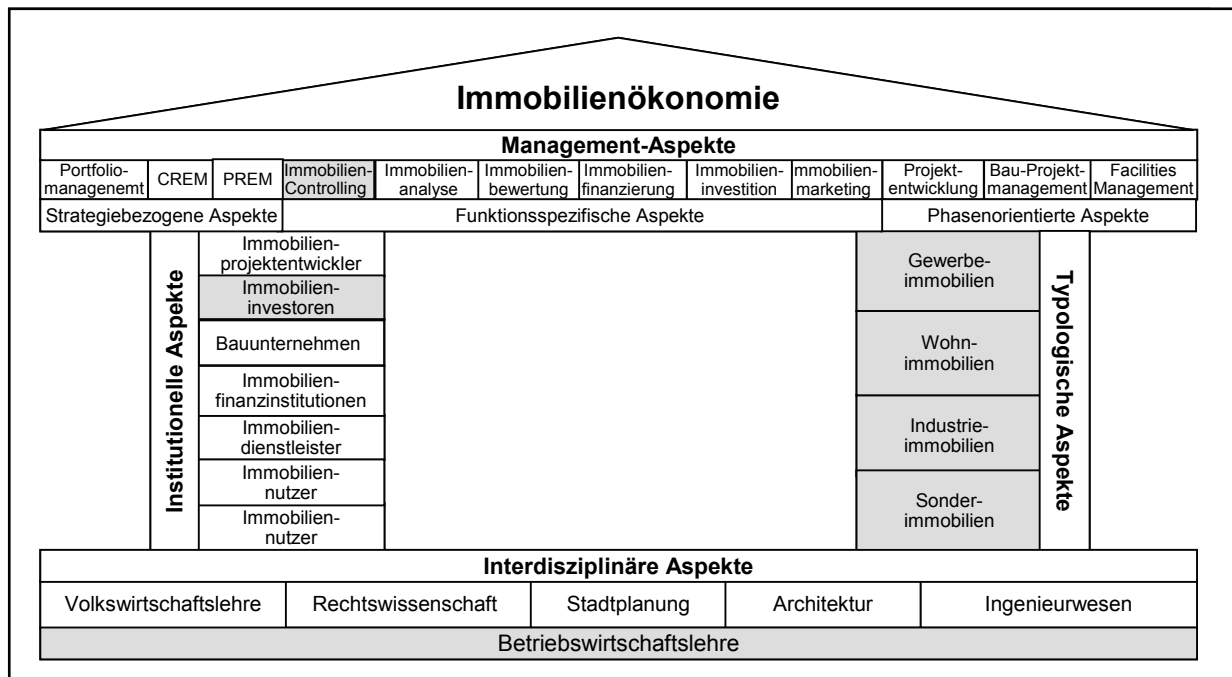 Immobilienökonomie
Management-Aspekte
Portfolio-
managenemt
CREM
PREM
Immobilien-
Controlling
Immobilien-
analyse
Immobilien-
bewertung
Immobilien-
finanzierung
Immobilien-
investition
mmobilien-
marketing
Projekt-
entwicklung
Bau-Projekt-
management
Facilities
Management
Strategiebezogene Aspekte
Funktionsspezifische Aspekte
Phasenorientierte Aspekte
Institutionelle Aspekte
Immobilien-
projektentwickler
Immobilien-
investoren
Bauunternehmen
Immobilien-
finanzinstitutionen
Immobilien-
dienstleister
Immobilien-
nutzer
Immobilien-
nutzer
Gewerbe-
immobilien
Wohn-
immobilien
Industrie-
immobilien
Sonder-
immobilien
Typologische Aspekte
Interdisziplinäre Aspekte
Volkswirtschaftslehre
Rechtswissenschaft
Stadtplanung
Architektur
Ingenieurwesen
Betriebswirtschaftslehre